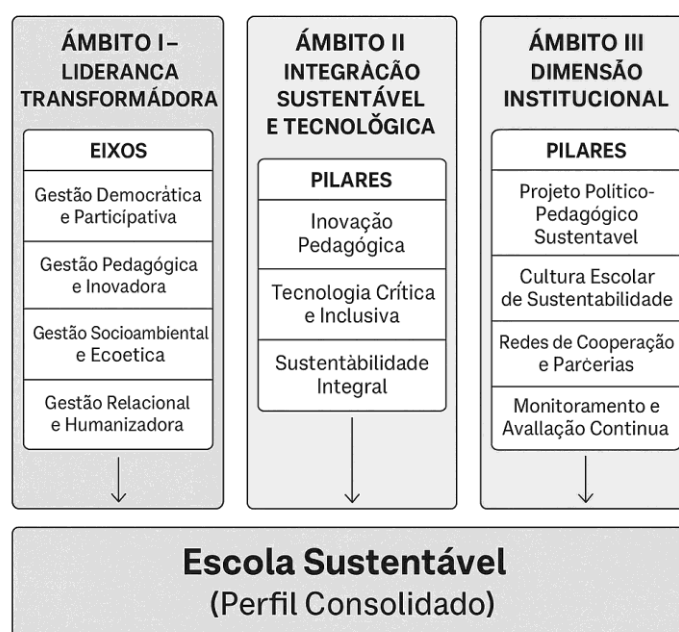 ÁMBITO I–
LIDERANCA
TRANSFORMÁDORA
EIXOS
Gestão Democràtica
e Participativa
Gestão Pedagógica
e Inovadora
Gestão Socioambiental
e Ecoetica
Gestão Relacional
e Humanizadora
ÁMBITO II
INTEGRÀCÃO
SUSTENTÁVEL
E TECNOLŎGICA
PILARES
Inovação
Pedagógica
Tecnologia Crítica
e Inclusiva
Sustentàbilidade
Integral
ÁMBITO III
DIMENSÃO
INSTITUCIONAL
PILARES
Projeto Político-
Pedagógico
Sustentavel
Cultura Escolar
de Sustentabilidade
Redes de Cooperação
e Parcerias
Monitoramento e
Avallação Continua
Escola Sustentável
(Perfil Consolidado)